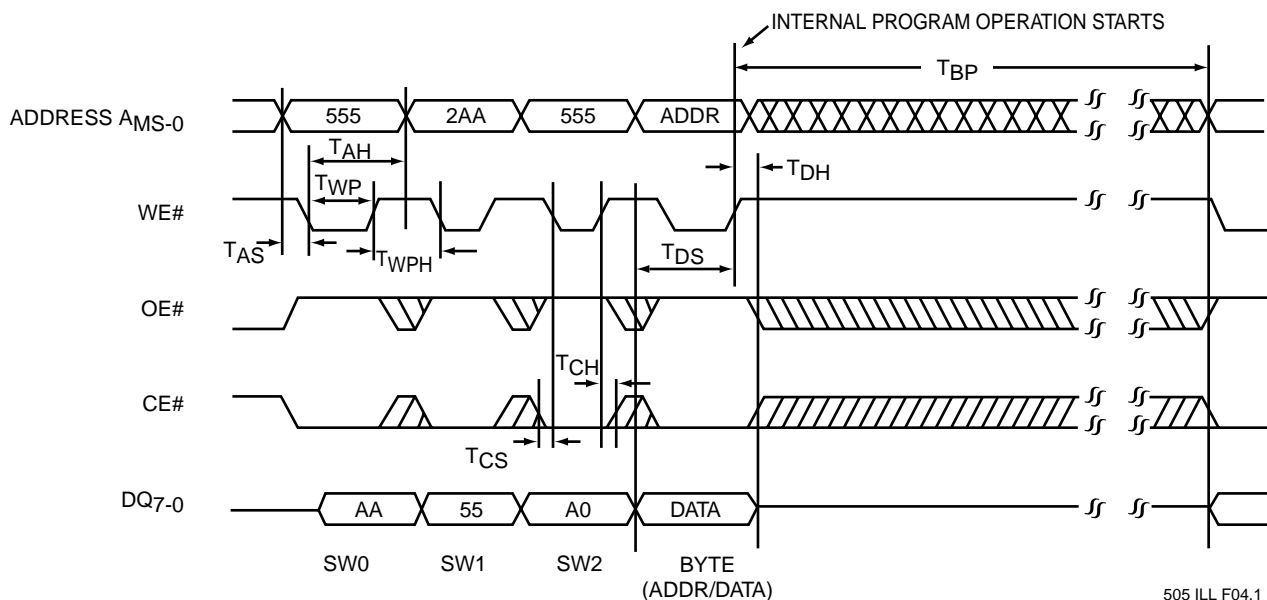 INTERNAL PROGRAM OPERATION STARTS
TBP
ADDRESS AMS-0
555
2AA
555
ADDR
TAH
TDH
TWP
WE#
TAS
TWPH
TDS
OE#
TCH
CE#
TCS
DQ7-0
AA
55
A0
DATA
SW0
SW1
SW2
BYTE
(ADDR/DATA)
505 ILL F04.1